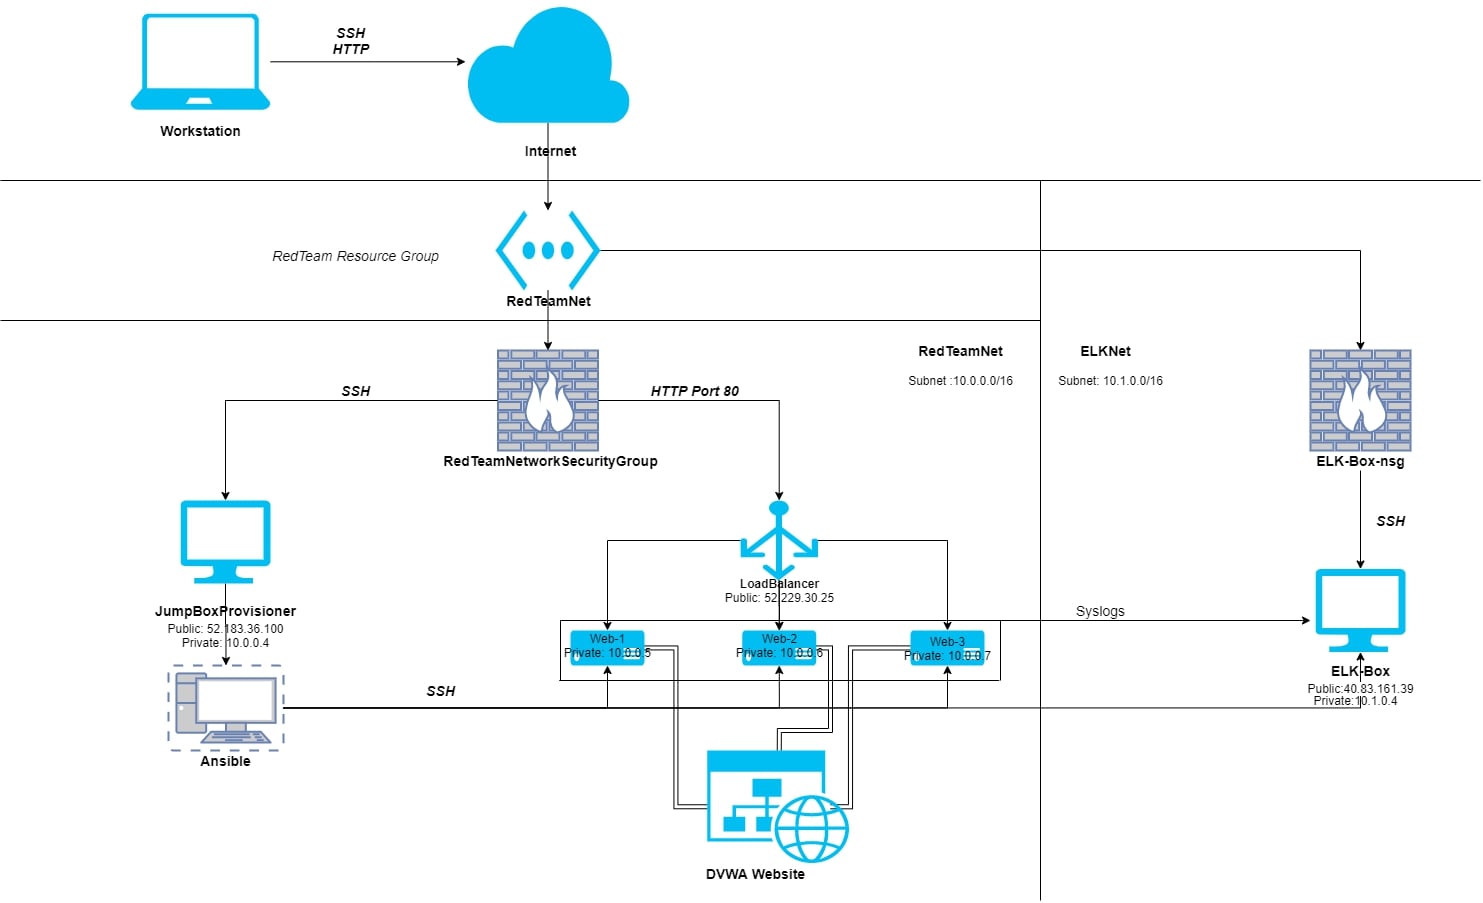 SSH
HTTP
Workstation
Internet
RedTeam Resource Group
RedTeamNet
RedTeamNet
ELKNet
Subnet :10.0.0.0/16
Subnet: 10.1.0.0/16
SSH
HTTP Port 80
RedTeamNetworkSecurityGroup
ELK-Box-nsg
SSH
LoadBalancer
Public: 52.229.30.25
JumpBoxProvisioner
Public: 52.183.36.100
Private: 10.0.0.4
Syslogs
Web-1
Private: 10.0.0.5
Web-2
Private: 10.0.0.6
Web-3
Private: 10.0.0.7
ELK-Box
Public:40.83.161.39
Private:10.1.0.4
SSH
Ansible
DVWA Website